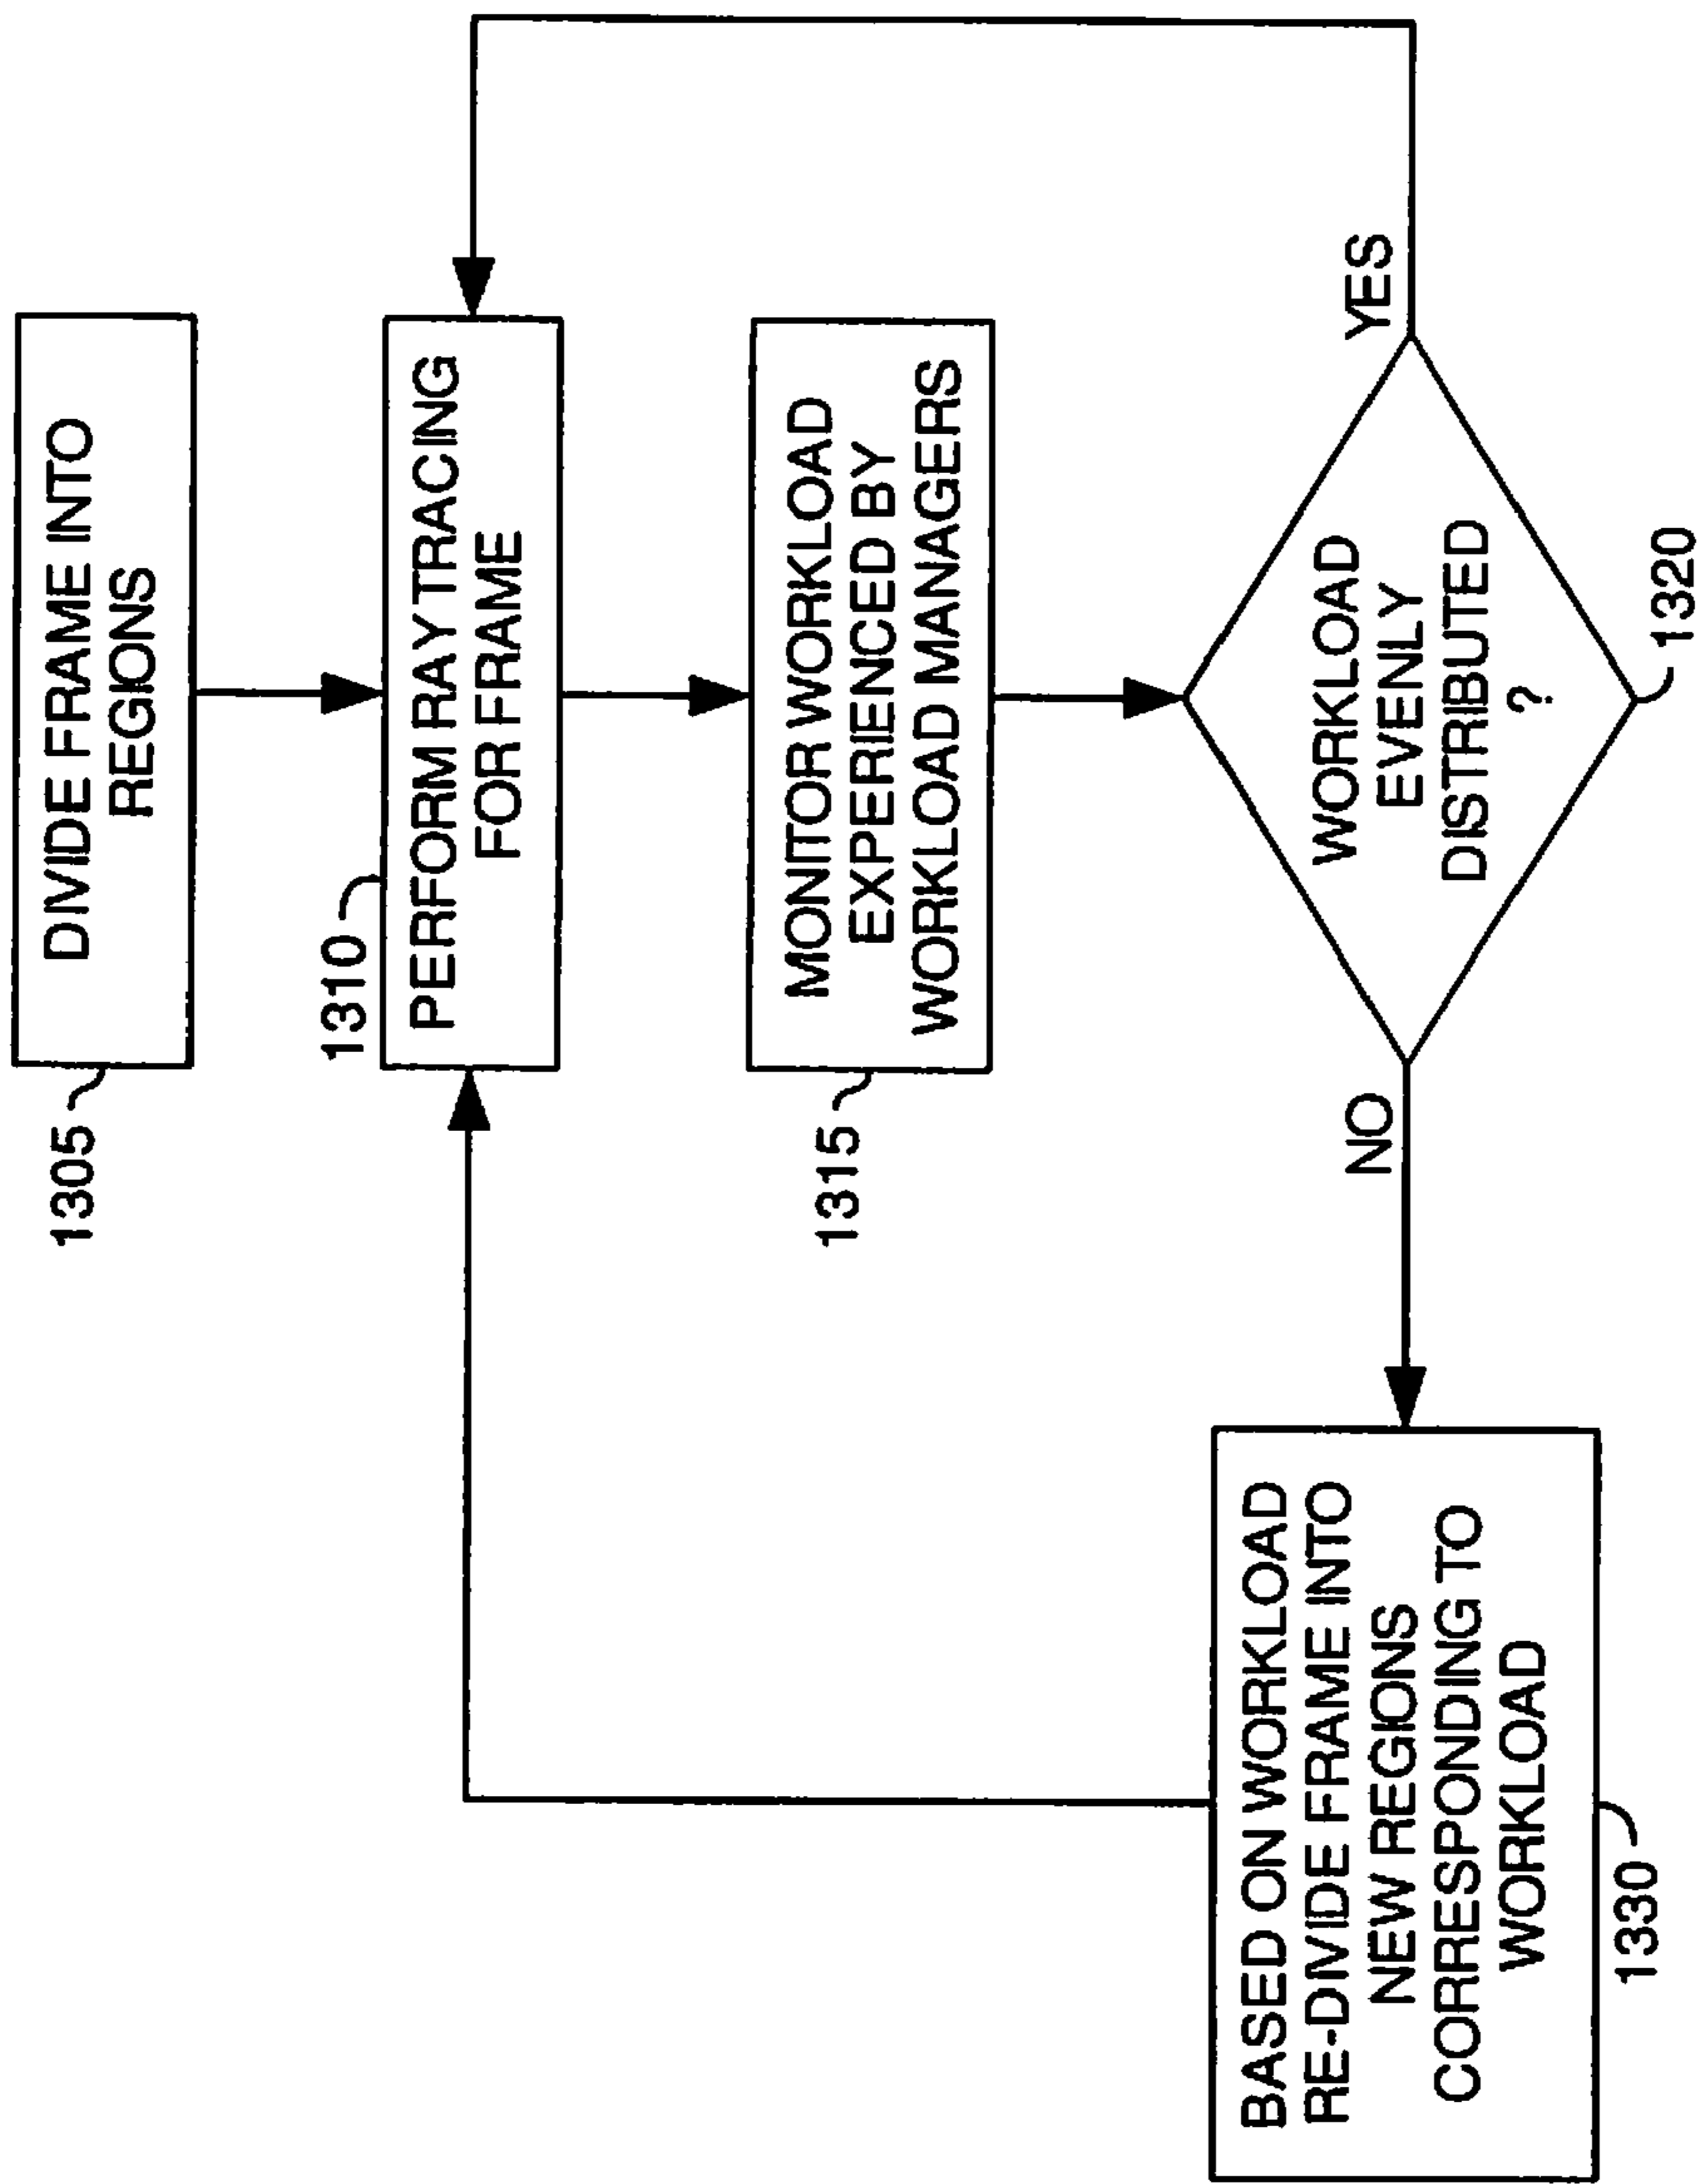 1305
DIVIDE FRAME INTO
REGIONS
1310
PERFORM RAY TRACING
FOR FRAME
1315
MONITOR WORKLOAD
EXPERIENCED BY
WORKLOAD MANAGERS
WORKLOAD
EVENLY
DISTRIBUTED
?
1320
YES
NO
BASED ON WORKLOAD
RE-DIVIDE FRAME INTO
NEW REGIONS
CORRESPONDING TO
WORKLOAD
1330